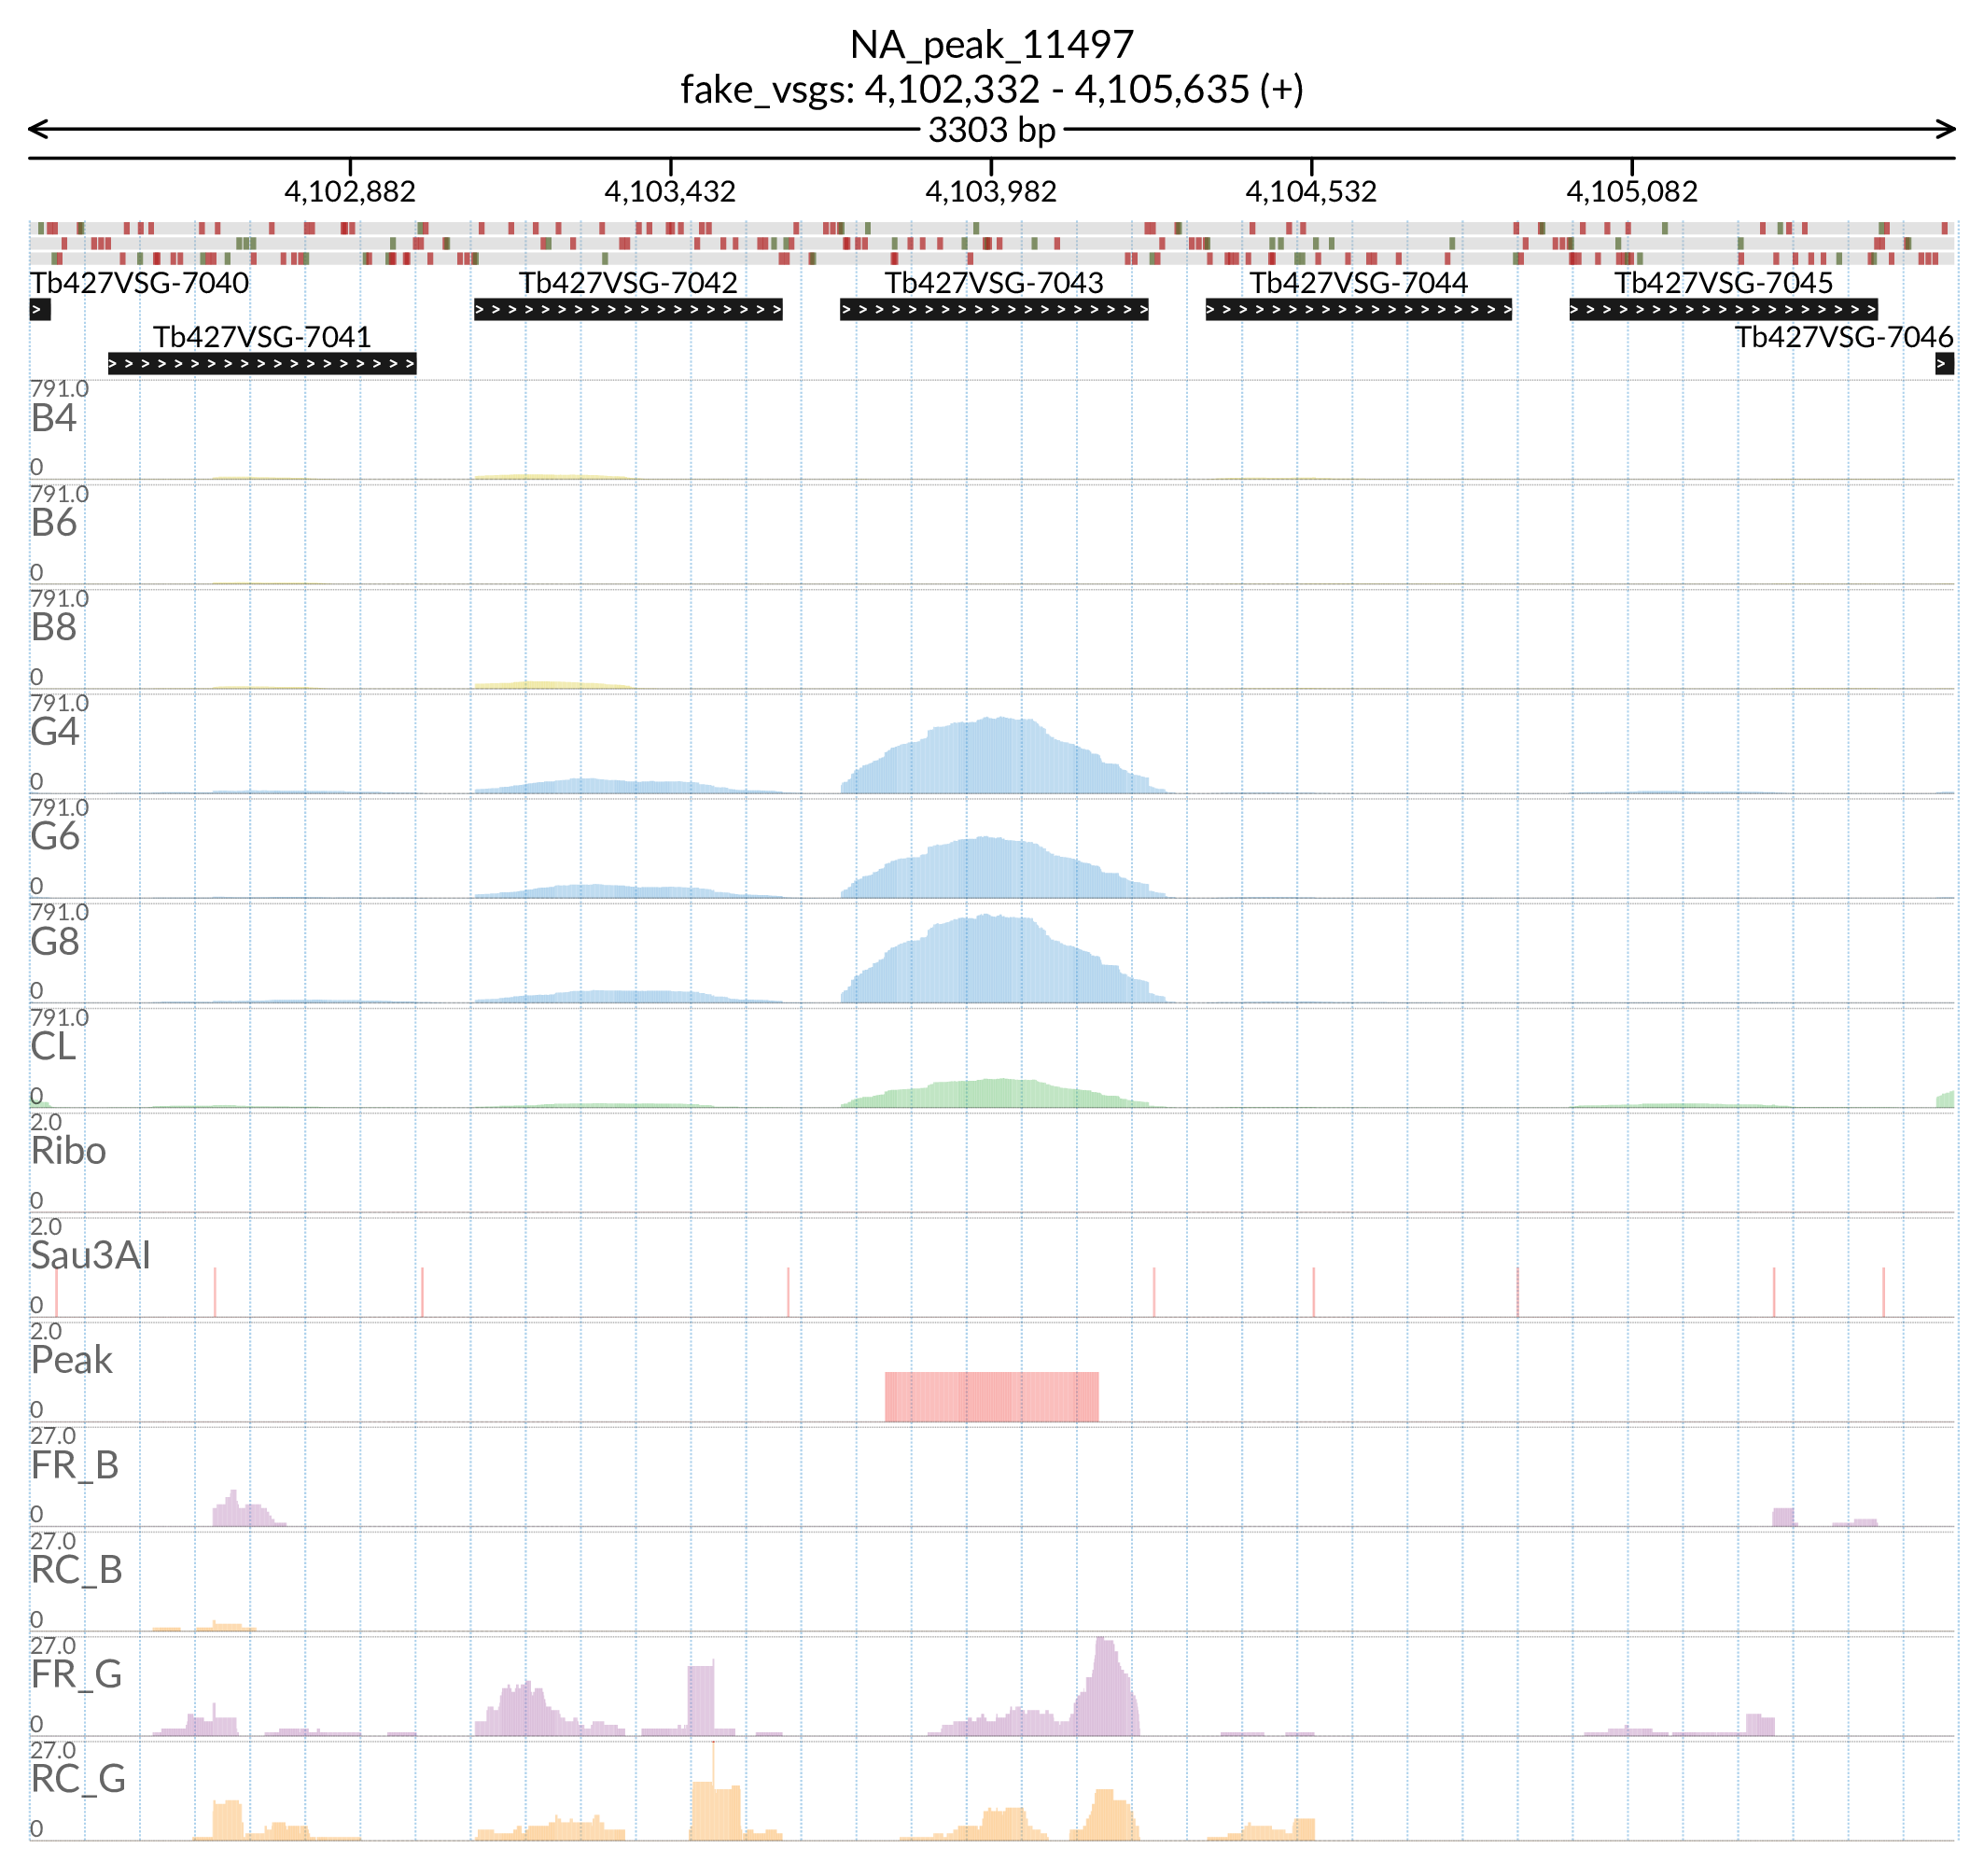 NA_peak_11497
fake_vsgs: 4,102,332 - 4,105,635 (+)
3303 bp
4,102,882 4,103,432 4,103,982 4,104,532 4,105,082
Tb427VSG-7040 Tb427VSG-7042 Tb427VSG-7043 Tb427VSG-7044 Tb427VSG-7045
Tb427VSG-7041 Tb427VSG-7046
791.0
B4
0
791.0
B6
0
791.0
B8
0
791.0
G4
0
791.0
G6
0
791.0
G8
0
791.0
CL
0
2.0
Ribo
0
2.0
Sau3AI
0
2.0
Peak
0
27.0
FR_B
0
27.0
RC_B
0
27.0
FR_G
0
27.0
RC_G
0